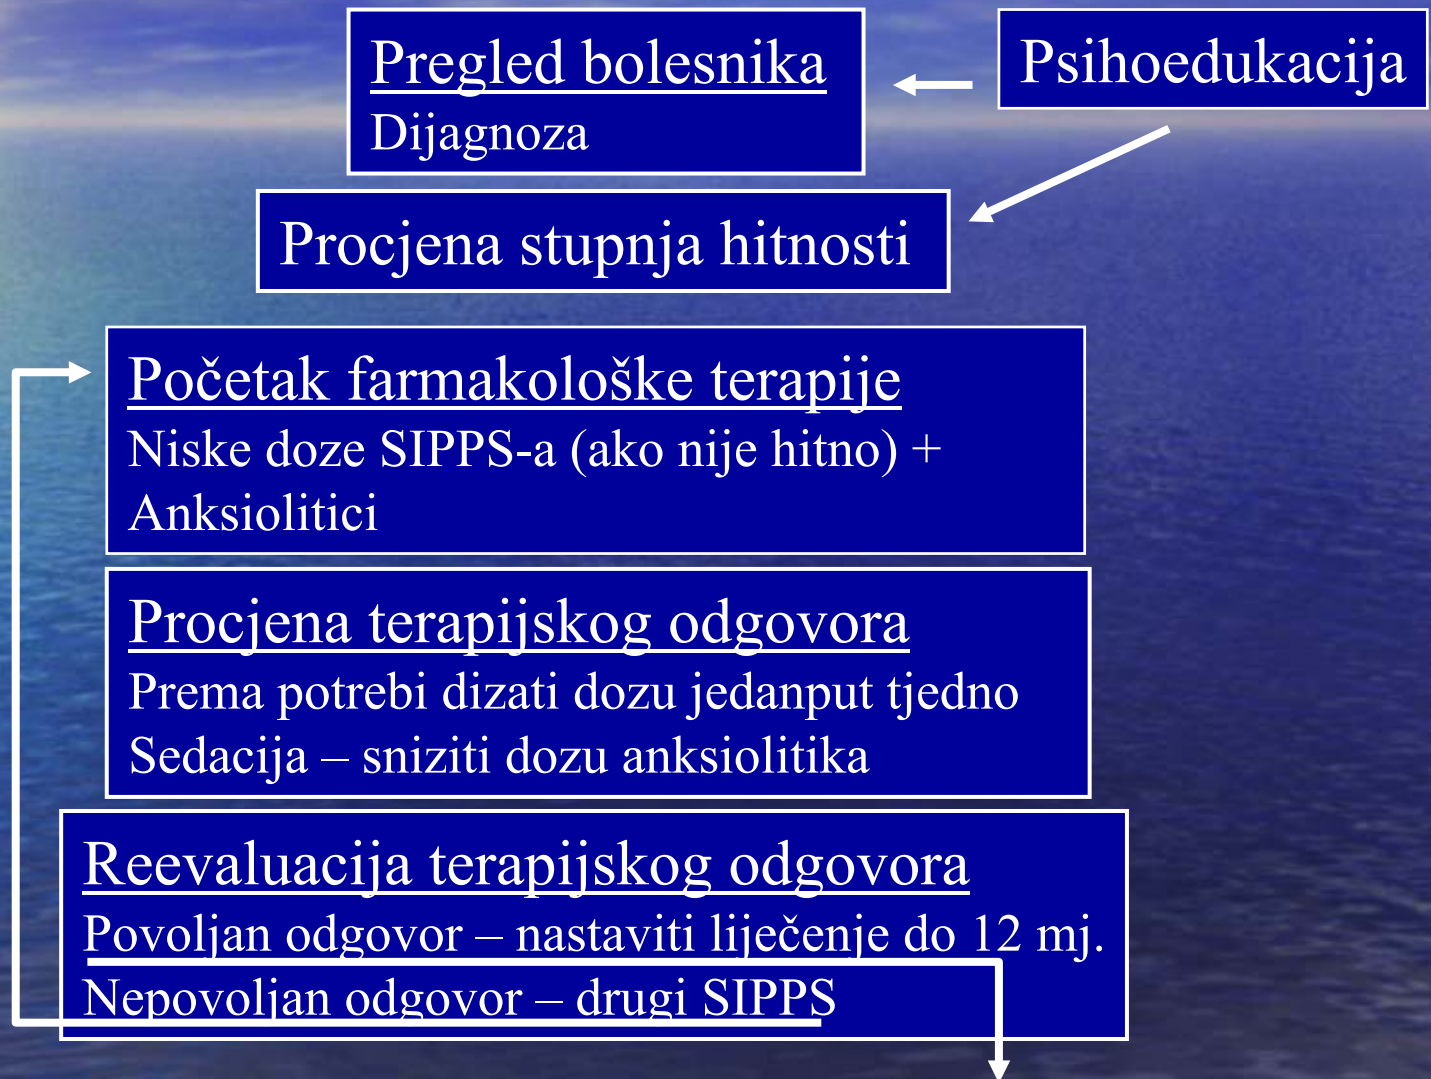 Pregled bolesnika
Dijagnoza
Psihoedukacija
Procjena stupnja hitnosti
Početak farmakološke terapije
Niske doze SIPPS-a (ako nije hitno) +
Anksiolitici
Procjena terapijskog odgovora
Prema potrebi dizati dozu jedanput tjedno
Sedacija – sniziti dozu anksiolitika
Reevaluacija terapijskog odgovora
Povoljan odgovor – nastaviti liječenje do 12 mj.
Nepovoljan odgovor – drugi SIPPS